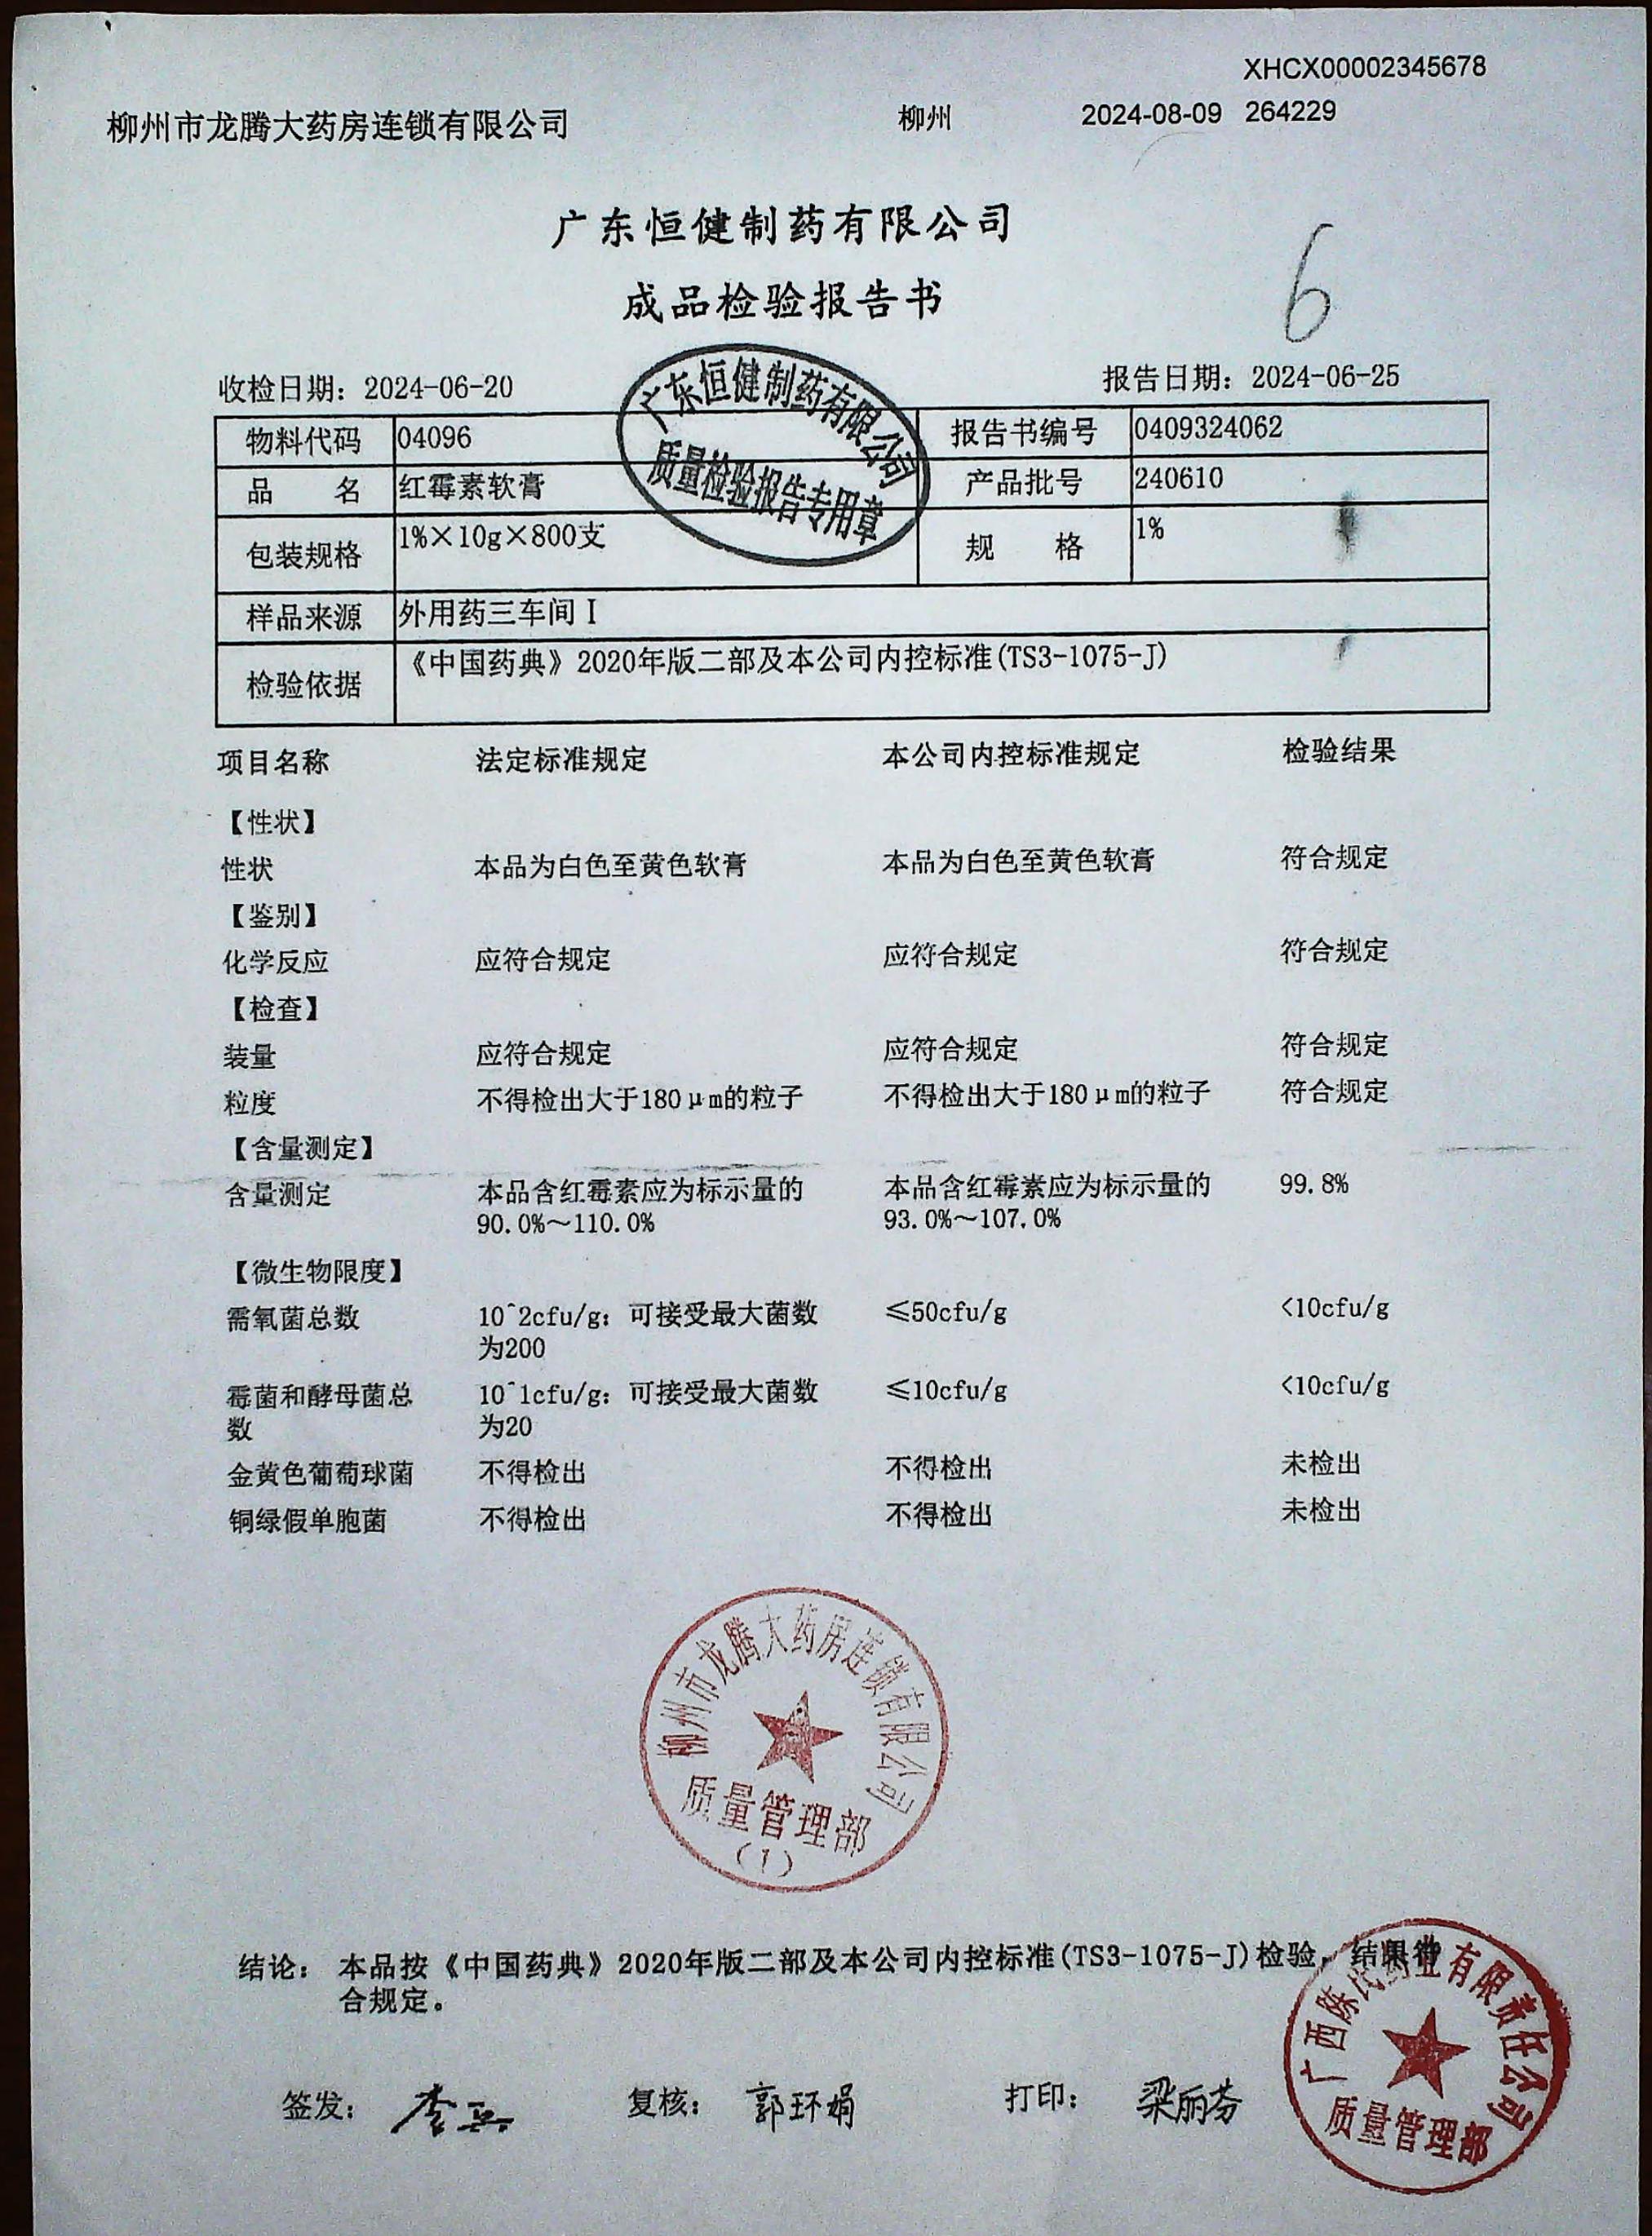 XHCX00002345678
柳州市龙腾大药房连锁有限公司 柳州 2024-08-09 264229
广东恒健制药有限公司
成品检验报告书
6
收检日期：2024-06-20 报告日期：2024-06-25
广东恒健制药有限公司
质量检验报告专用章
物料代码 04096 报告书编号 0409324062
品名 红霉素软膏 产品批号 240610
包装规格 1%×10g×800支 规格 1%
样品来源 外用药三车间Ⅰ
检验依据 《中国药典》2020年版二部及本公司内控标准(TS3-1075-J)
项目名称 法定标准规定 本公司内控标准规定 检验结果
【性状】
性状 本品为白色至黄色软膏 本品为白色至黄色软膏 符合规定
【鉴别】
化学反应 应符合规定 应符合规定 符合规定
【检查】
装量 应符合规定 应符合规定 符合规定
粒度 不得检出大于180μm的粒子 不得检出大于180μm的粒子 符合规定
【含量测定】
含量测定 本品含红霉素应为标示量的 本品含红霉素应为标示量的 99.8%
90.0%～110.0% 93.0%～107.0%
【微生物限度】
需氧菌总数 10^2cfu/g：可接受最大菌数 ≤50cfu/g <10cfu/g
为200
霉菌和酵母菌总 10^1cfu/g：可接受最大菌数 ≤10cfu/g <10cfu/g
数 为20
金黄色葡萄球菌 不得检出 不得检出 未检出
铜绿假单胞菌 不得检出 不得检出 未检出
柳州市龙腾大药房连锁有限公司
质量管理部
(1)
结论：本品按《中国药典》2020年版二部及本公司内控标准(TS3-1075-J)检验，结果符
合规定。
广西陈代药业有限责任公司
质量管理部
签发：李 复核：郭环娟 打印：梁丽芬